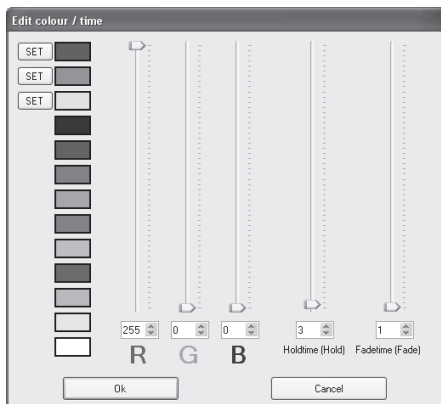 Edit colour / time
SET
SET
SET
255 0 0 3 1
R G B Holdtime (Hold) Fadetime (Fade)
Ok Cancel